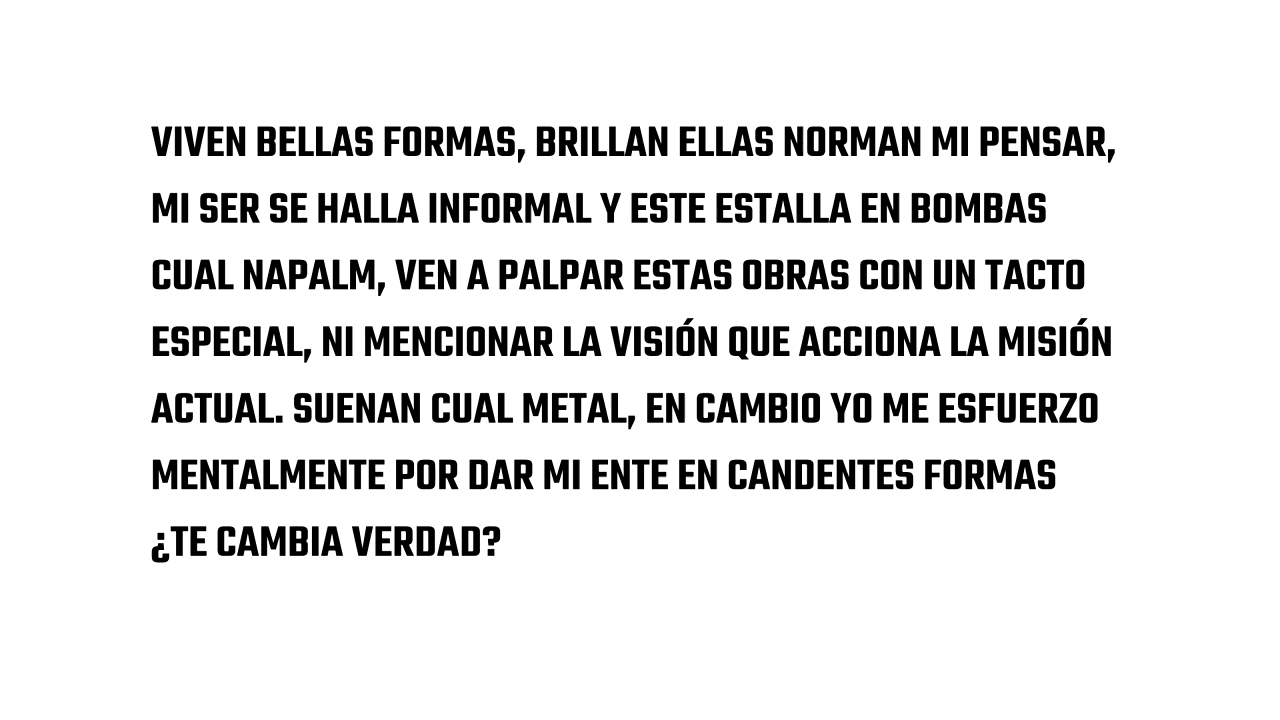 VIVEN BELLAS FORMAS, BRILLAN ELLAS NORMAN MI PENSAR,
MI SER SE HALLA INFORMAL Y ESTE ESTALLA EN BOMBAS
CUAL NAPALM, VEN A PALPAR ESTAS OBRAS CON UN TACTO
ESPECIAL, NI MENCIONAR LA VISIÓN QUE ACCIONA LA MISIÓN
ACTUAL. SUENAN CUAL METAL, EN CAMBIO YO ME ESFUERZO
MENTALMENTE POR DAR MI ENTE EN CANDENTES FORMAS
¿TE CAMBIA VERDAD?